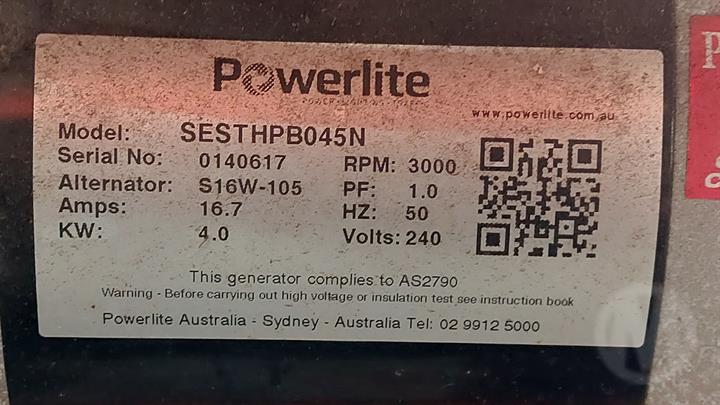 Powerlite
www.powerlite.com.au
Model: SESTHPB045N
Serial No: 0140617 RPM: 3000
Alternator: S16W-105 PF: 1.0
Amps: 16.7 HZ: 50
KW: 4.0 Volts: 240
This generator complies to AS2790
Warning - Before carrying out high voltage or insulation test see instruction book
Powerlite Australia - Sydney - Australia Tel: 02 9912 5000